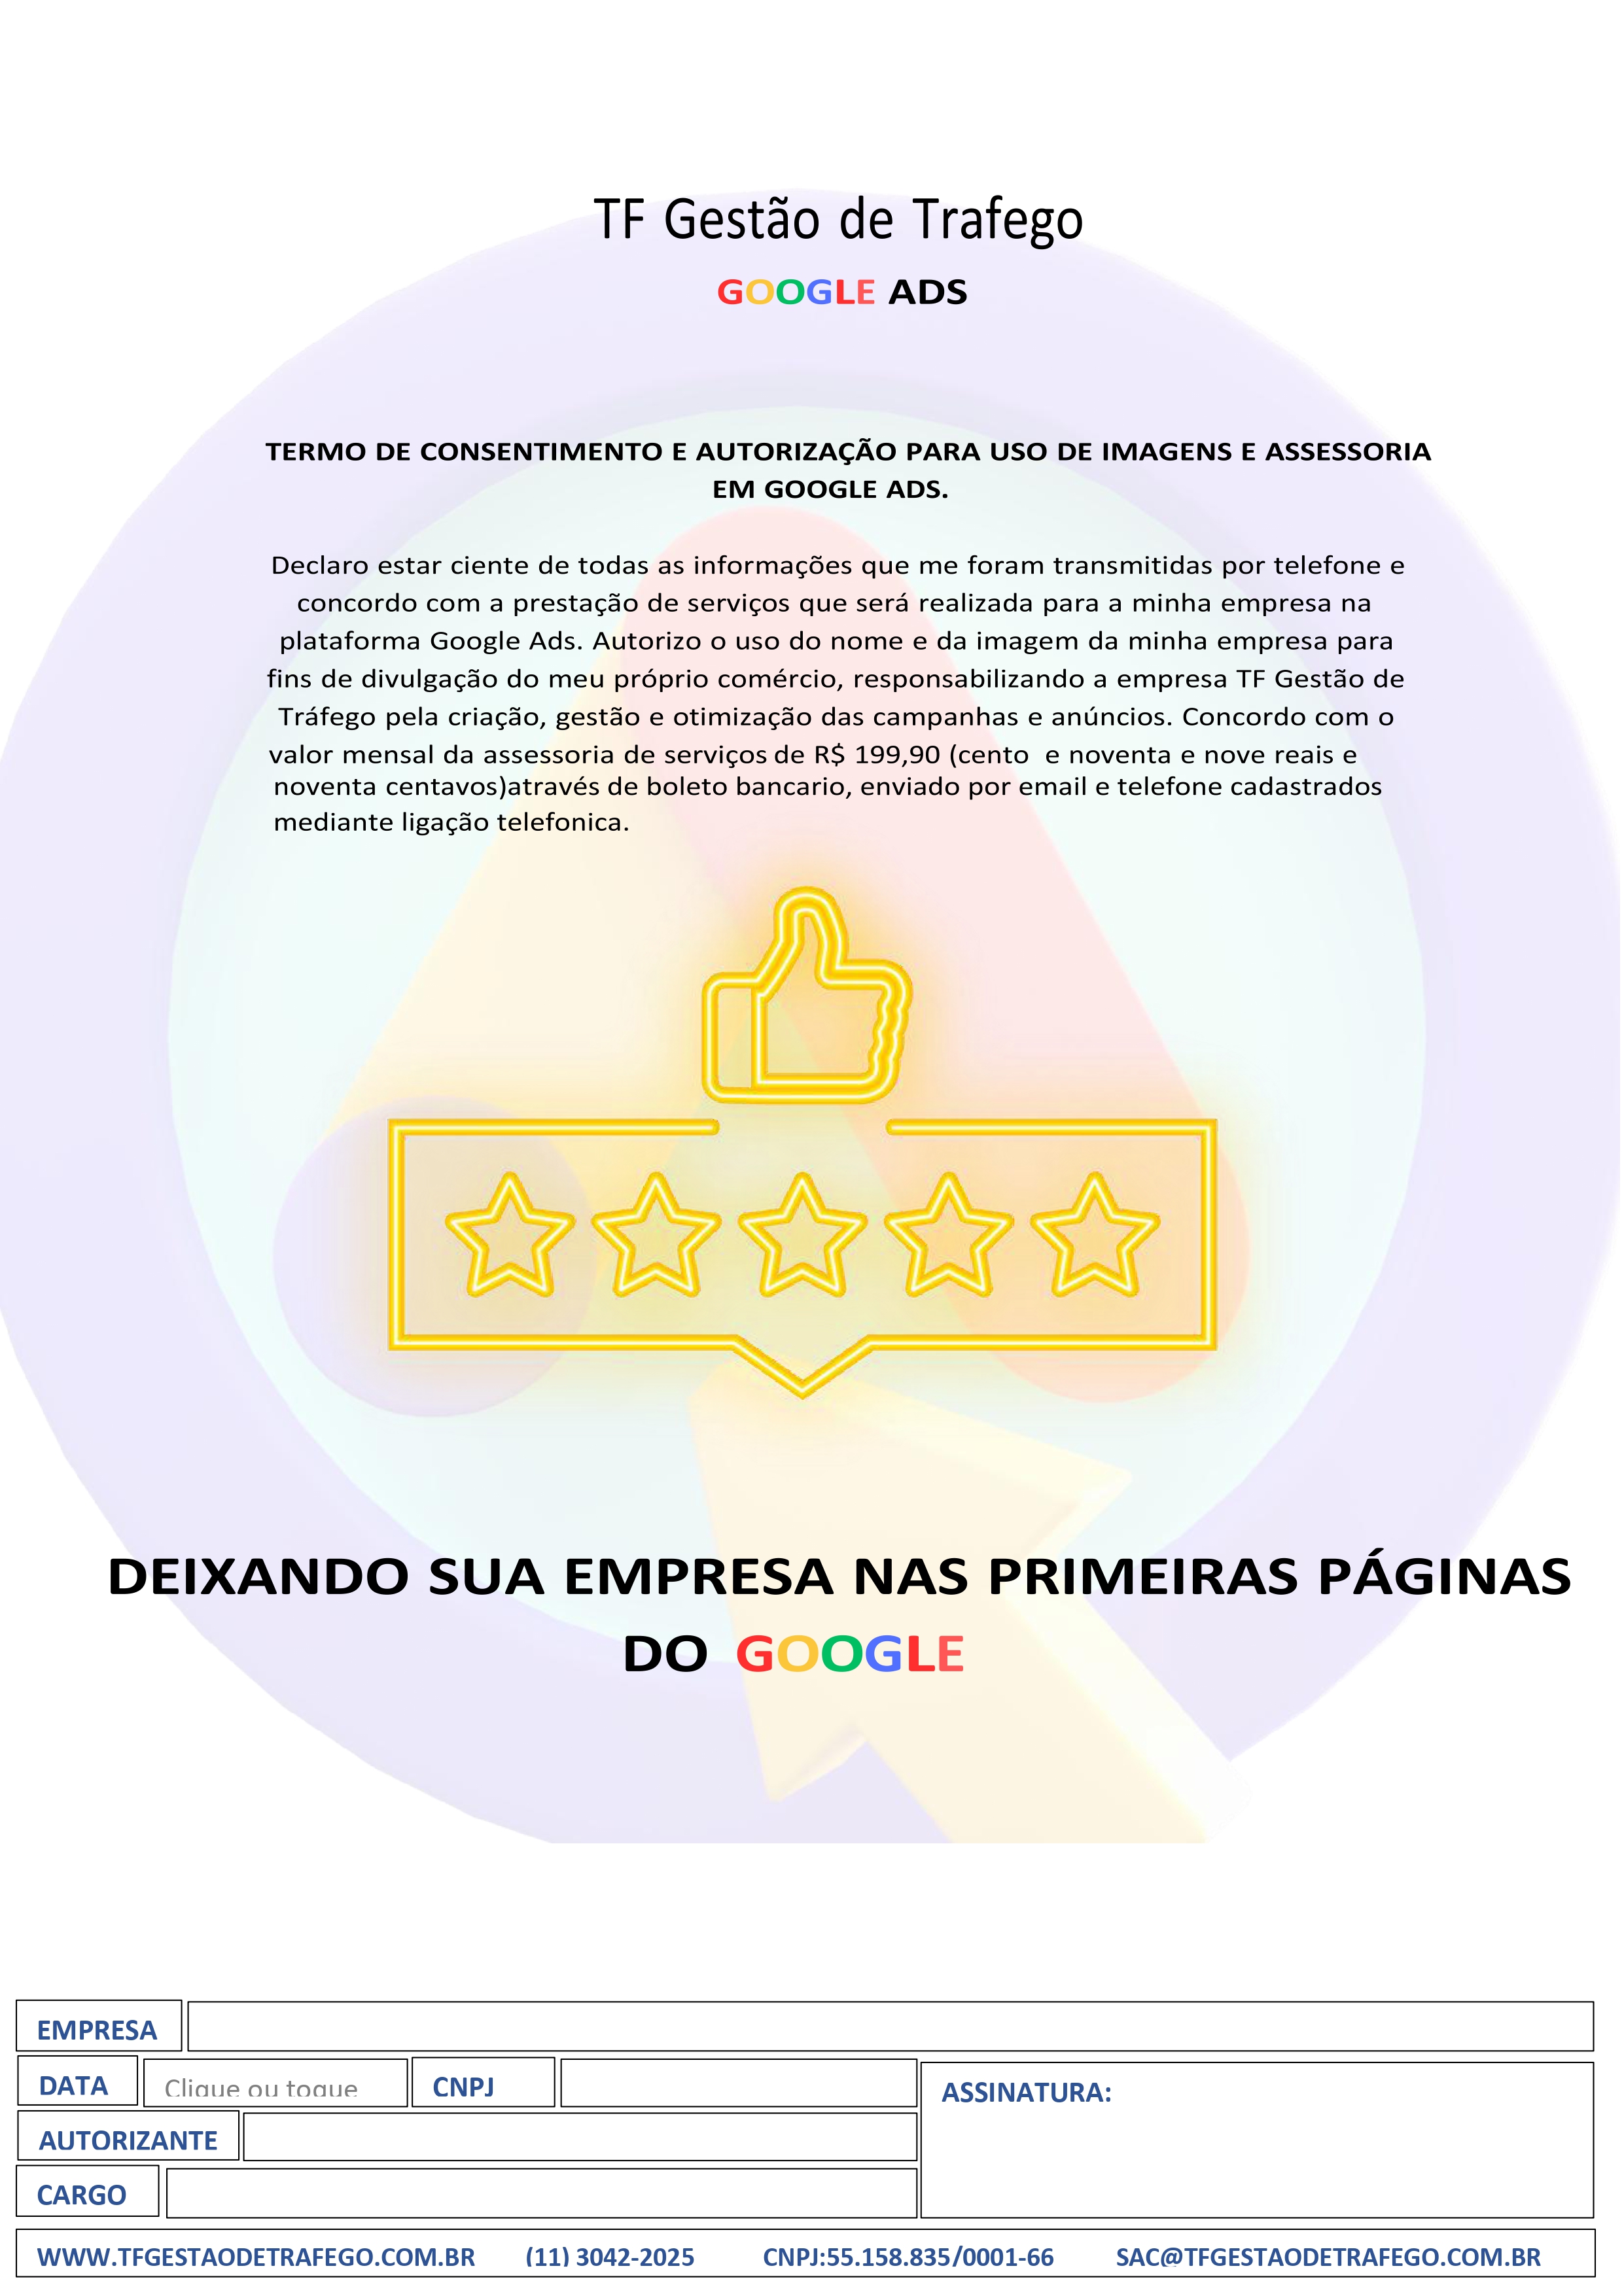 TF Gestão de Trafego
GOOGLE ADS
TERMO DE CONSENTIMENTO E AUTORIZAÇÃO PARA USO DE IMAGENS E ASSESSORIA
EM GOOGLE ADS.
Declaro estar ciente de todas as informações que me foram transmitidas por telefone e
concordo com a prestação de serviços que será realizada para a minha empresa na
plataforma Google Ads. Autorizo o uso do nome e da imagem da minha empresa para
fins de divulgação do meu próprio comércio, responsabilizando a empresa TF Gestão de
Tráfego pela criação, gestão e otimização das campanhas e anúncios. Concordo com o
valor mensal da assessoria de serviços de R$ 199,90 (cento e noventa e nove reais e
noventa centavos)através de boleto bancario, enviado por email e telefone cadastrados
mediante ligação telefonica.
DEIXANDO SUA EMPRESA NAS PRIMEIRAS PÁGINAS
DO GOOGLE
EMPRESA
DATA Clique ou toque CNPJ ASSINATURA:
AUTORIZANTE
CARGO
WWW.TFGESTAODETRAFEGO.COM.BR (11) 3042-2025 CNPJ:55.158.835/0001-66 SAC@TFGESTAODETRAFEGO.COM.BR